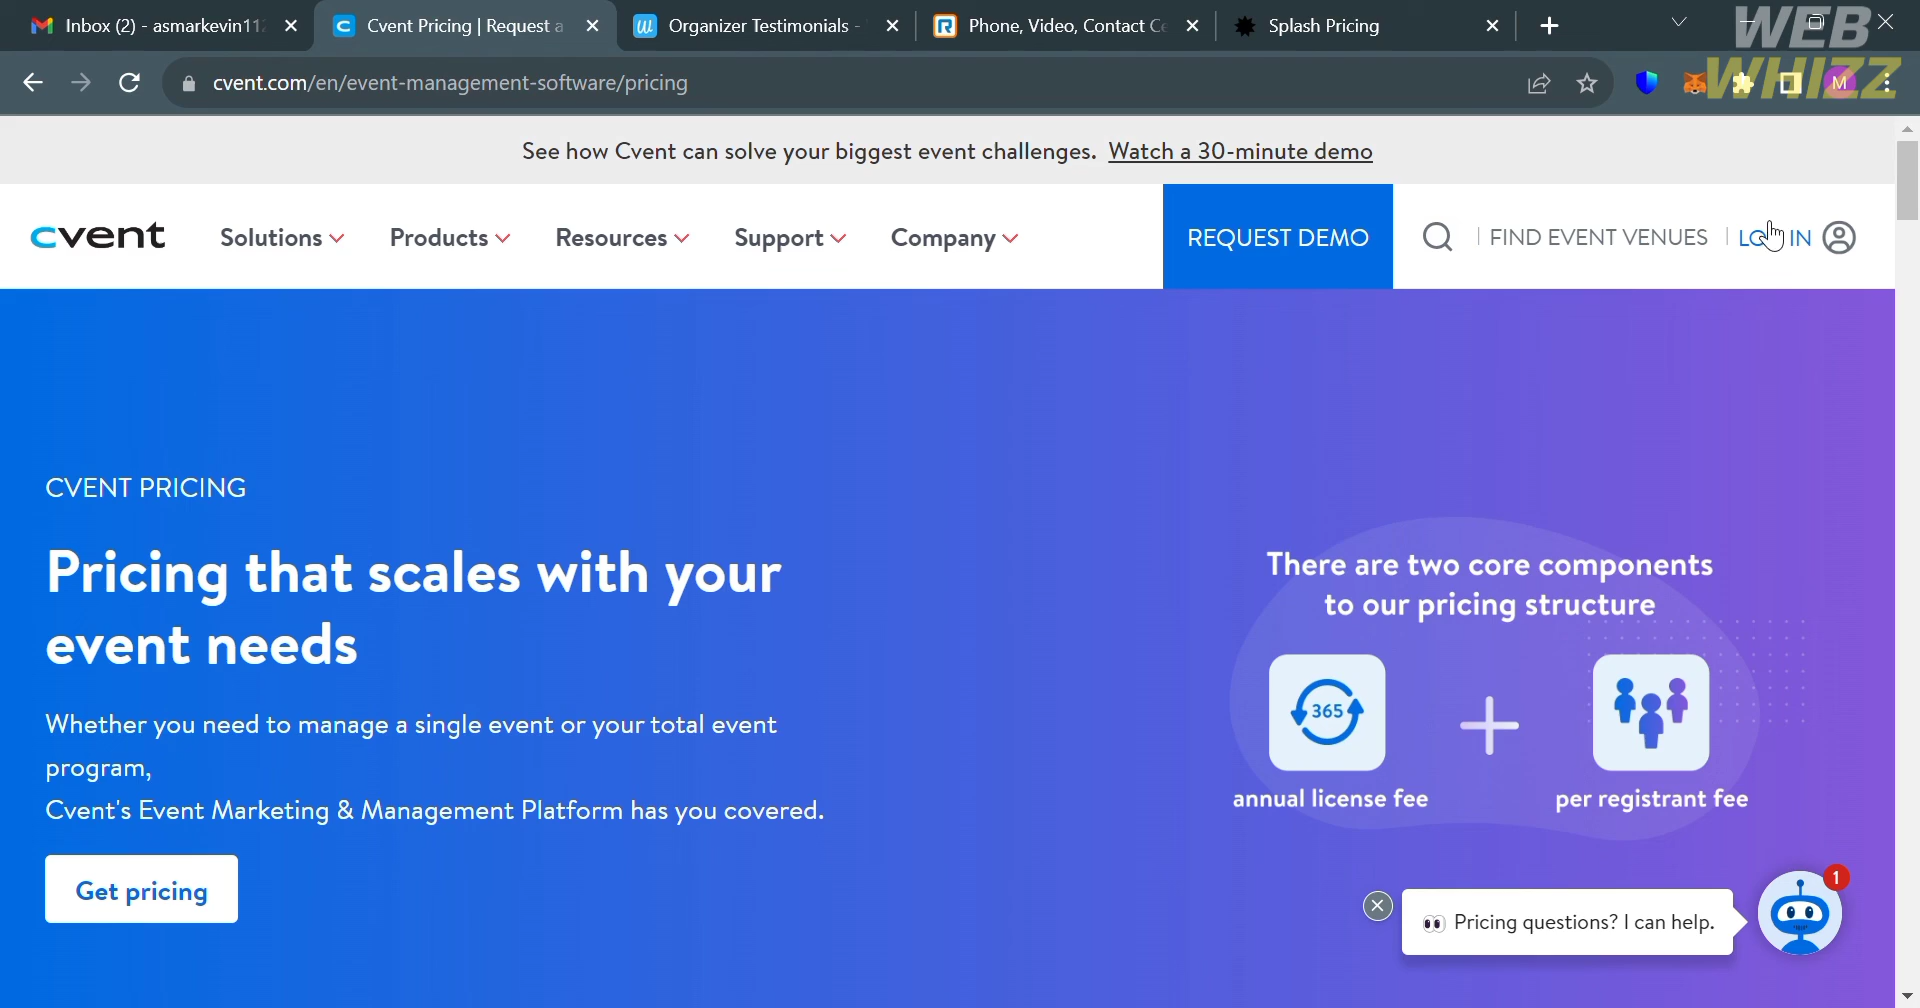 Inbox (2) - asmarkevin11
Cvent Pricing | Request a
Organizer Testimonials -
Phone, Video, Contact Ce
Splash Pricing
WEB
WHIZZ
cvent.com/en/event-management-software/pricing
M
See how Cvent can solve your biggest event challenges. Watch a 30-minute demo
cvent
Solutions
Products
Resources
Support
Company
REQUEST DEMO
FIND EVENT VENUES
LOG IN
CVENT PRICING
Pricing that scales with your
event needs
Whether you need to manage a single event or your total event
program,
Cvent's Event Marketing & Management Platform has you covered.
Get pricing
There are two core components
to our pricing structure
365
annual license fee
per registrant fee
1
Pricing questions? I can help.